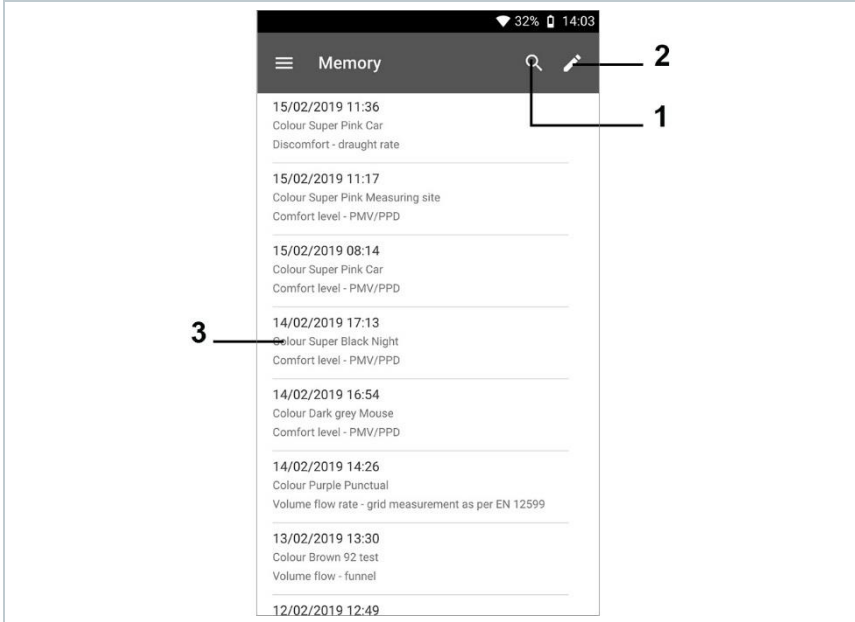 32% 14:03
Memory
2
1
15/02/2019 11:36
Colour Super Pink Car
Discomfort - draught rate
15/02/2019 11:17
Colour Super Pink Measuring site
Comfort level - PMV/PPD
15/02/2019 08:14
Colour Super Pink Car
Comfort level - PMV/PPD
14/02/2019 17:13
3 Colour Super Black Night
Comfort level - PMV/PPD
14/02/2019 16:54
Colour Dark grey Mouse
Comfort level - PMV/PPD
14/02/2019 14:26
Colour Purple Punctual
Volume flow rate - grid measurement as per EN 12599
13/02/2019 13:30
Colour Brown 92 test
Volume flow - funnel
12/02/2019 12:49